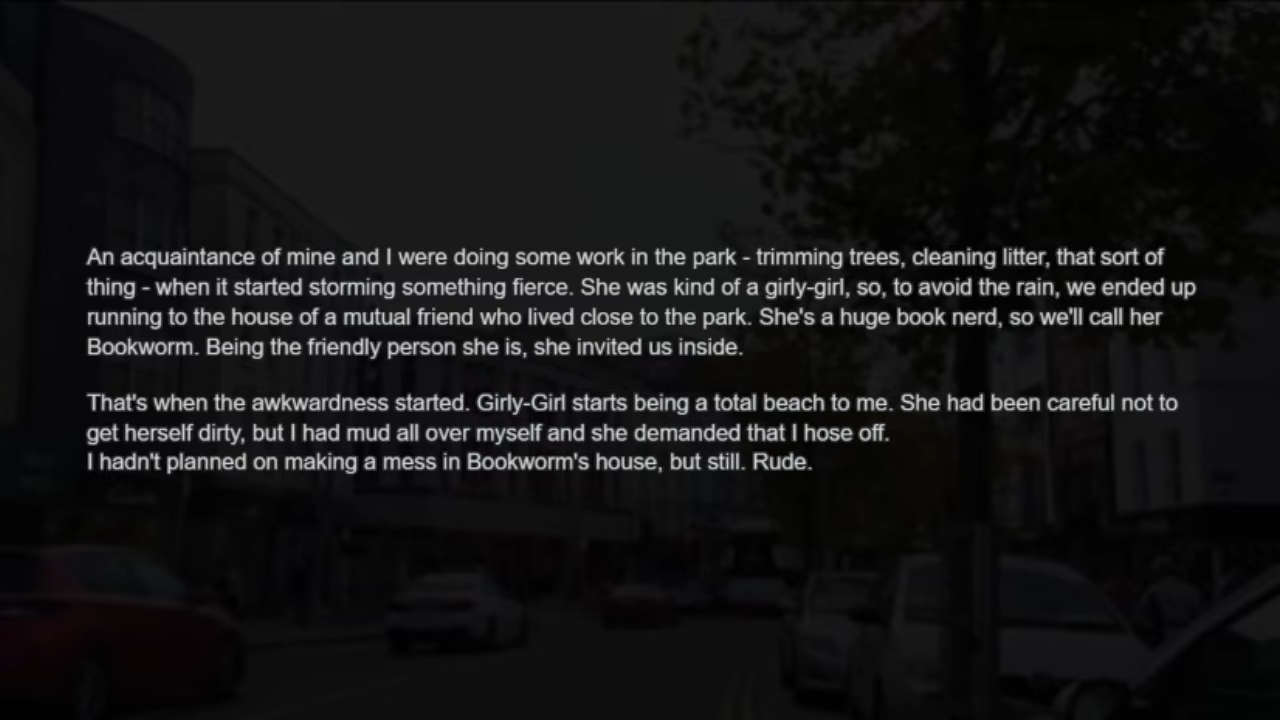 An acquaintance of mine and I were doing some work in the park - trimming trees, cleaning litter, that sort of
thing - when it started storming something fierce. She was kind of a girly-girl, so, to avoid the rain, we ended up
running to the house of a mutual friend who lived close to the park. She's a huge book nerd, so we'll call her
Bookworm. Being the friendly person she is, she invited us inside.
That's when the awkwardness started. Girly-Girl starts being a total beach to me. She had been careful not to
get herself dirty, but I had mud all over myself and she demanded that I hose off.
I hadn't planned on making a mess in Bookworm's house, but still. Rude.